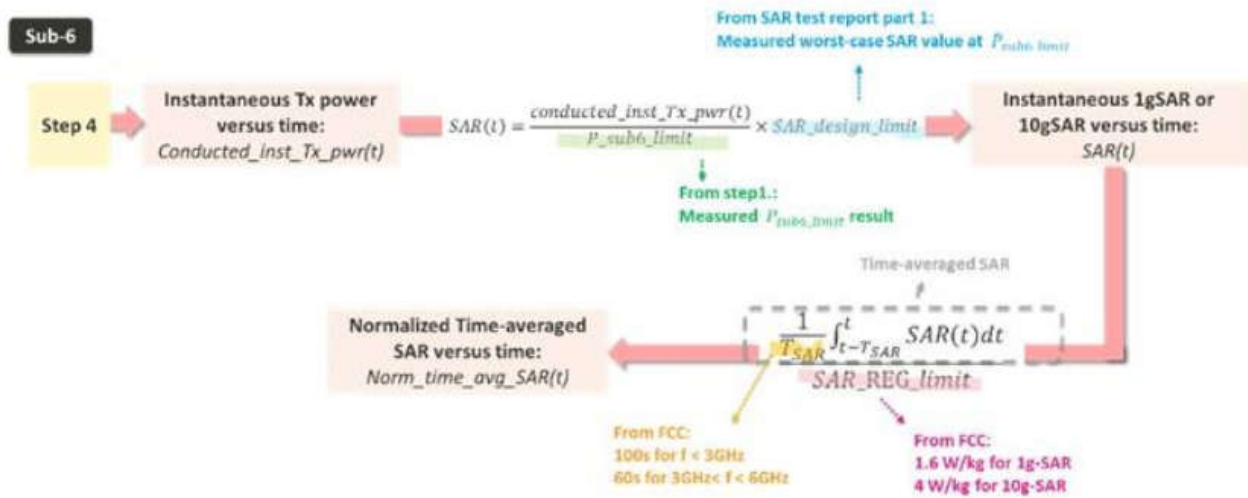 Sub-6
From SAR test report part 1:
Measured worst-case SAR value at P_sub6_limit
Step 4
Instantaneous Tx power
versus time:
Conducted_inst_Tx_pwr(t)
SAR(t) = conducted_inst_Tx_pwr(t) / P_sub6_limit × SAR_design_limit
Instantaneous 1gSAR or
10gSAR versus time:
SAR(t)
From step1.:
Measured P_sub6_limit result
Time-averaged SAR
Normalized Time-averaged
SAR versus time:
Norm_time_avg_SAR(t)
1/T_SAR ∫_{t−T_SAR}^{t} SAR(t)dt
SAR_REG_limit
From FCC:
100s for f < 3GHz
60s for 3GHz< f < 6GHz
From FCC:
1.6 W/kg for 1g-SAR
4 W/kg for 10g-SAR